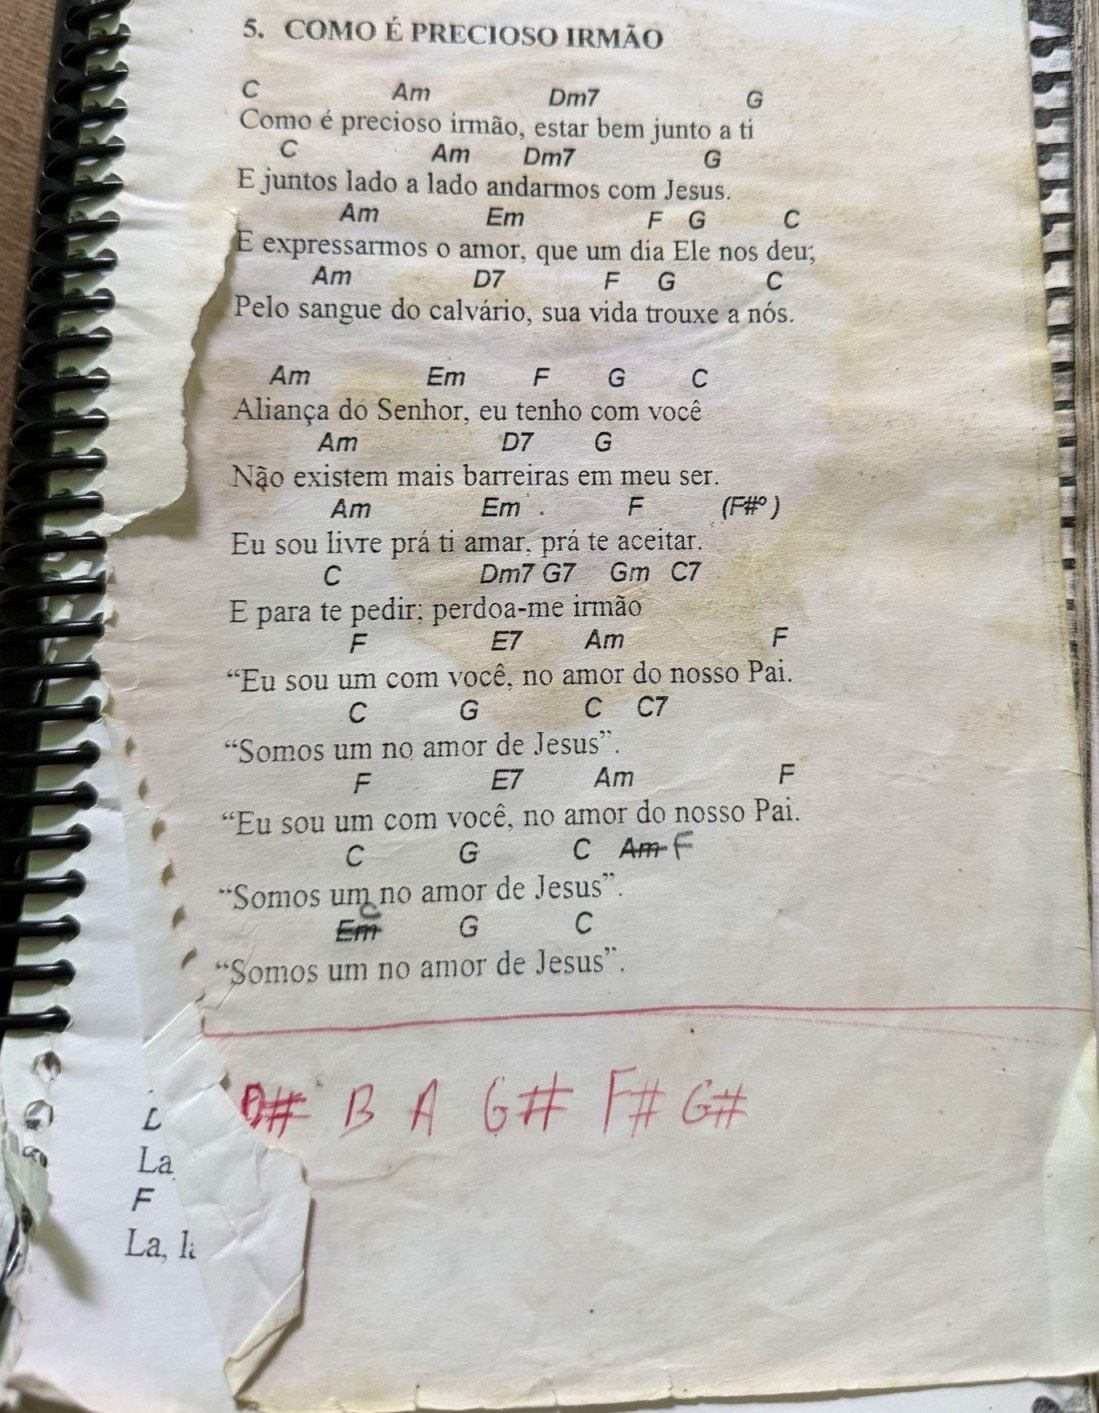 5. COMO É PRECIOSO IRMÃO
C Am Dm7 G
Como é precioso irmão, estar bem junto a ti
C Am Dm7 G
E juntos lado a lado andarmos com Jesus.
Am Em F G C
E expressarmos o amor, que um dia Ele nos deu;
Am D7 F G C
Pelo sangue do calvário, sua vida trouxe a nós.
Am Em F G C
Aliança do Senhor, eu tenho com você
Am D7 G
Não existem mais barreiras em meu ser.
Am Em F (F#º)
Eu sou livre prá ti amar, prá te aceitar.
C Dm7 G7 Gm C7
E para te pedir; perdoa-me irmão
F E7 Am F
“Eu sou um com você, no amor do nosso Pai.
C G C C7
“Somos um no amor de Jesus”.
F E7 Am F
“Eu sou um com você, no amor do nosso Pai.
C G C Am F
“Somos um no amor de Jesus”.
C
Em G C
“Somos um no amor de Jesus”.
B A G# F# G#
La,
F
La, la